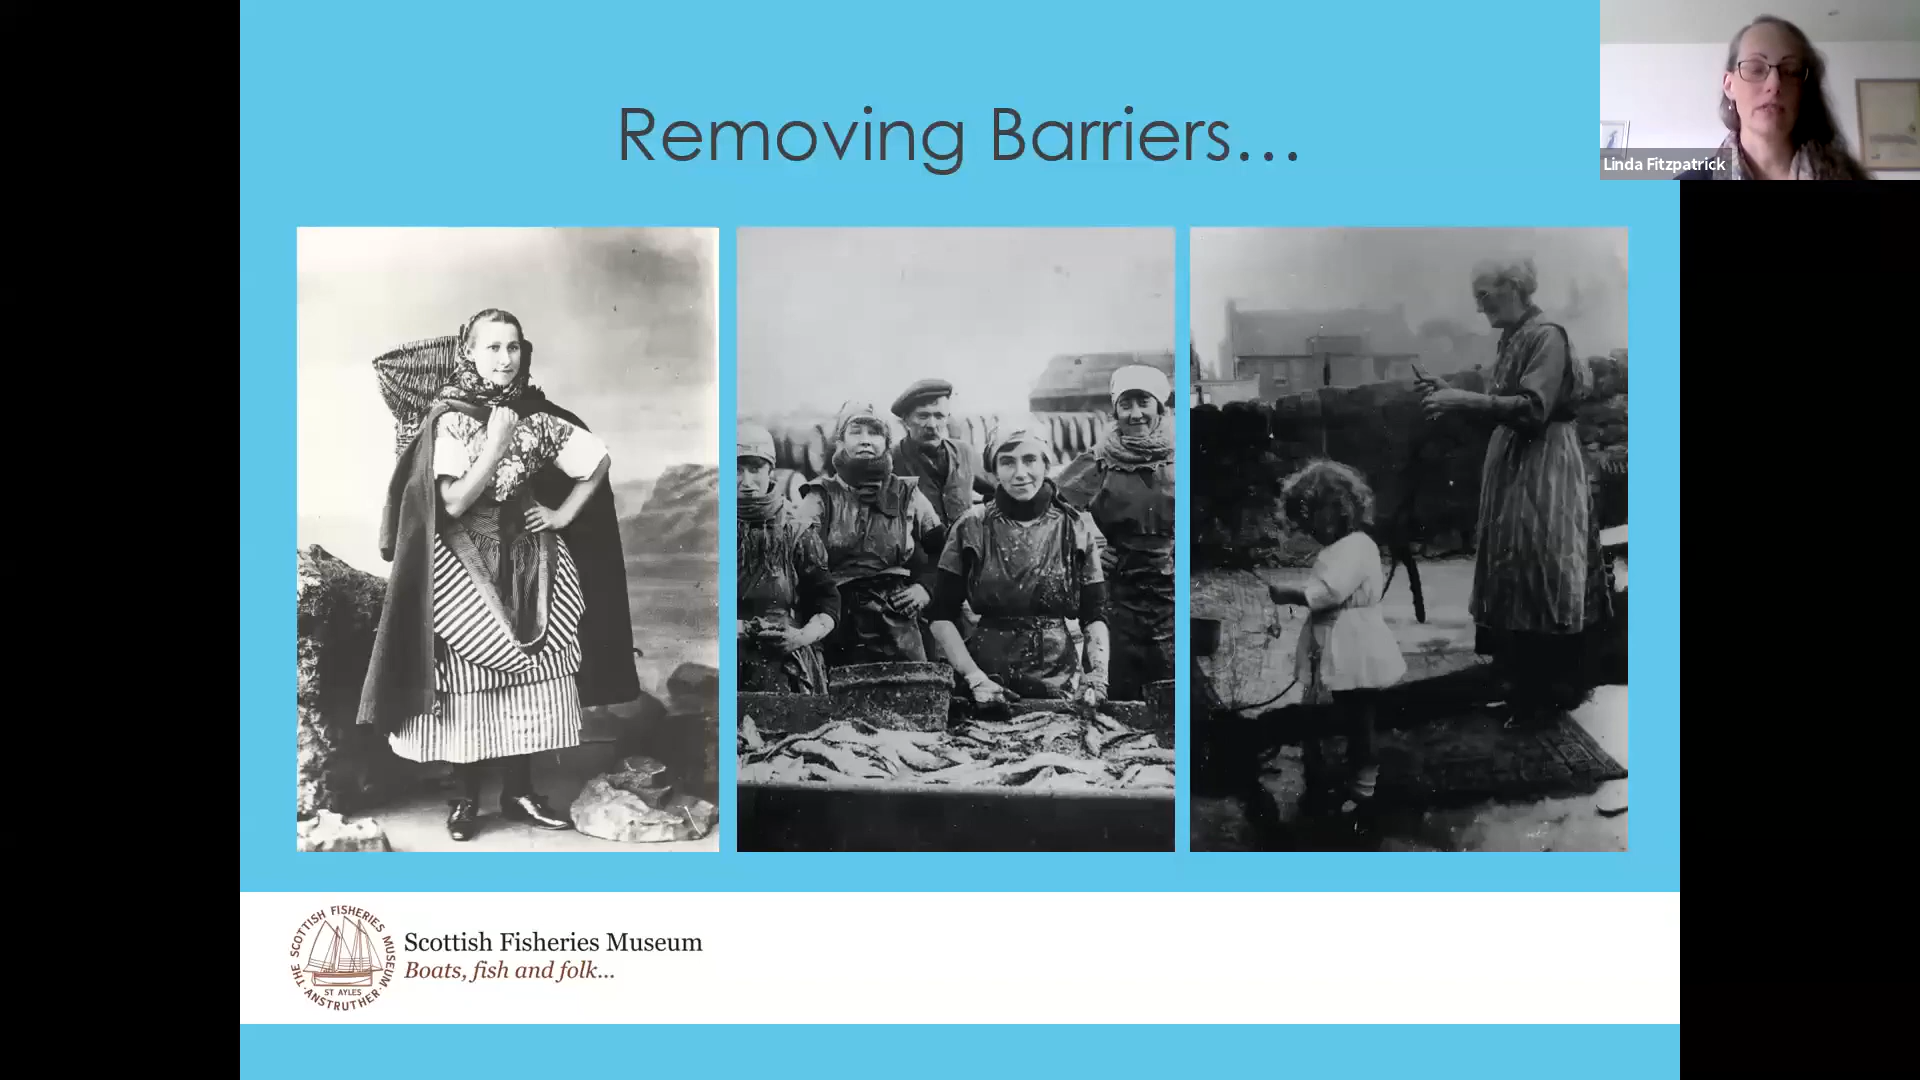 Removing Barriers...
Linda Fitzpatrick
THE SCOTTISH FISHERIES MUSEUM
ST AYLES
·ANSTRUTHER·
Scottish Fisheries Museum
Boats, fish and folk...